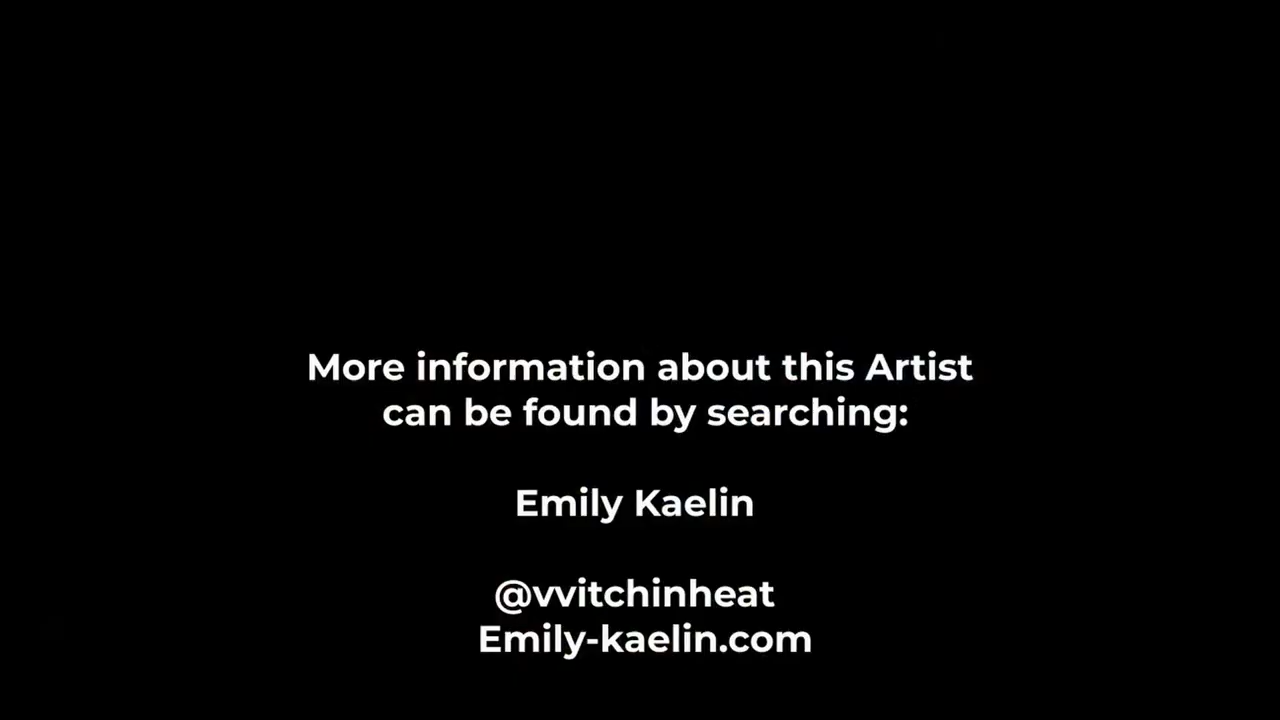 More information about this Artist
can be found by searching:
Emily Kaelin
@vvitchinheat
Emily-kaelin.com